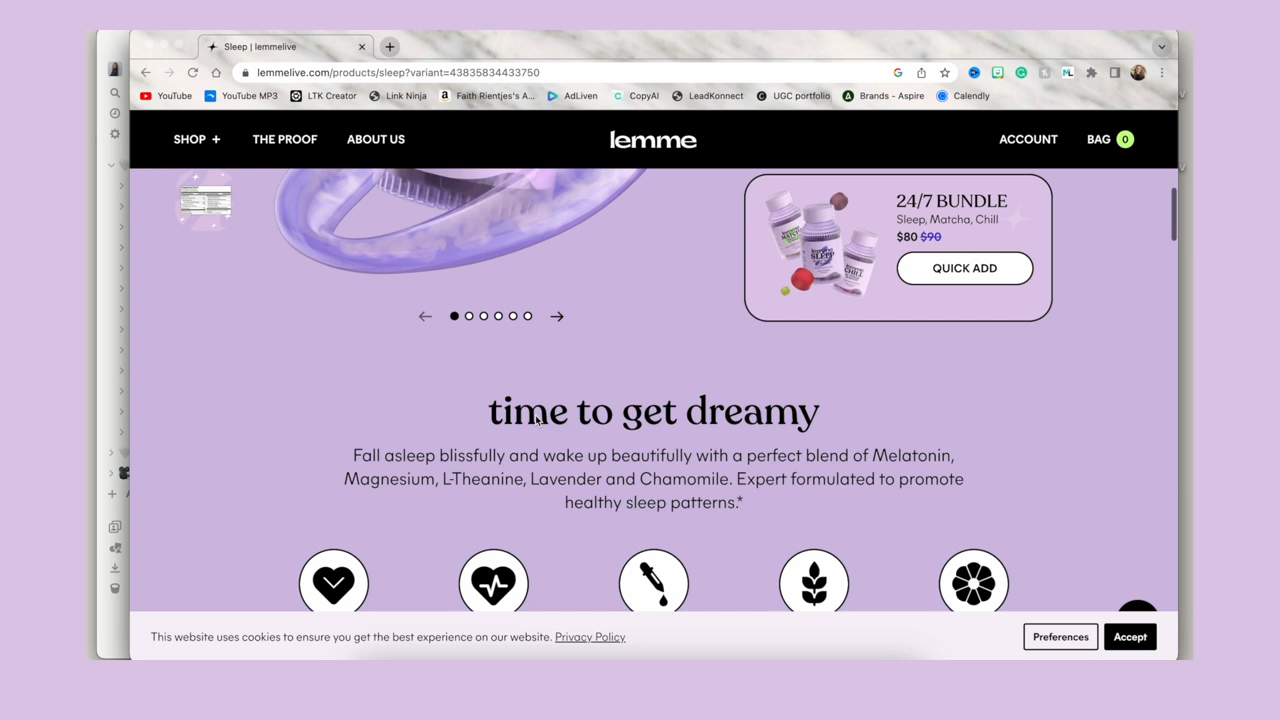 Sleep | lemmelive
lemmelive.com/products/sleep?variant=43835834433750
YouTube YouTube MP3 LTK Creator Link Ninja Faith Rientjes's A... AdLiven CopyAI LeadKonnect UGC portfolio Brands - Aspire Calendly
SHOP + THE PROOF ABOUT US lemme ACCOUNT BAG 0
24/7 BUNDLE
Sleep, Matcha, Chill
$80 $90
QUICK ADD
time to get dreamy
Fall asleep blissfully and wake up beautifully with a perfect blend of Melatonin,
Magnesium, L-Theanine, Lavender and Chamomile. Expert formulated to promote
healthy sleep patterns.*
This website uses cookies to ensure you get the best experience on our website. Privacy Policy
Preferences Accept